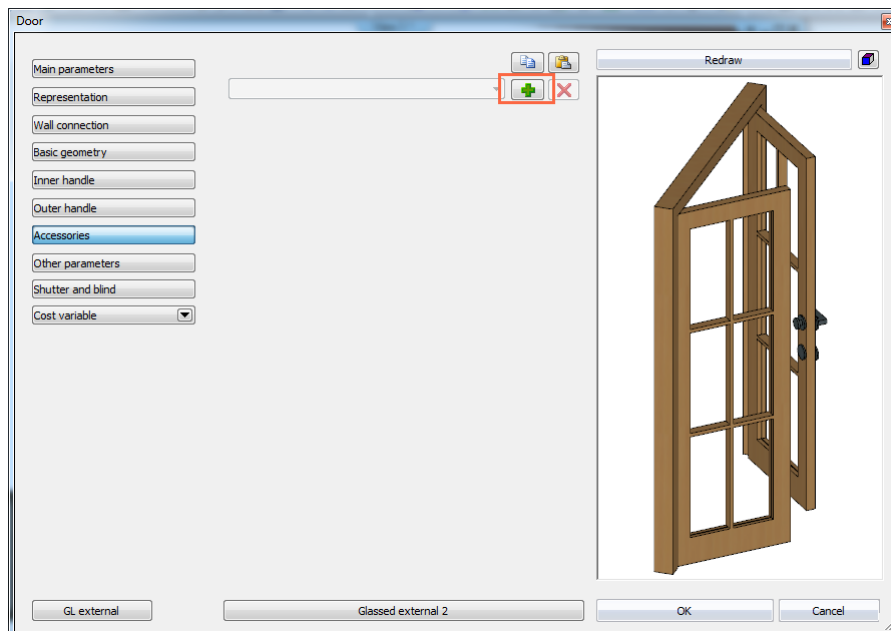 Door
Main parameters
Representation
Wall connection
Basic geometry
Inner handle
Outer handle
Accessories
Other parameters
Shutter and blind
Cost variable
Redraw
GL external
Glassed external 2
OK
Cancel